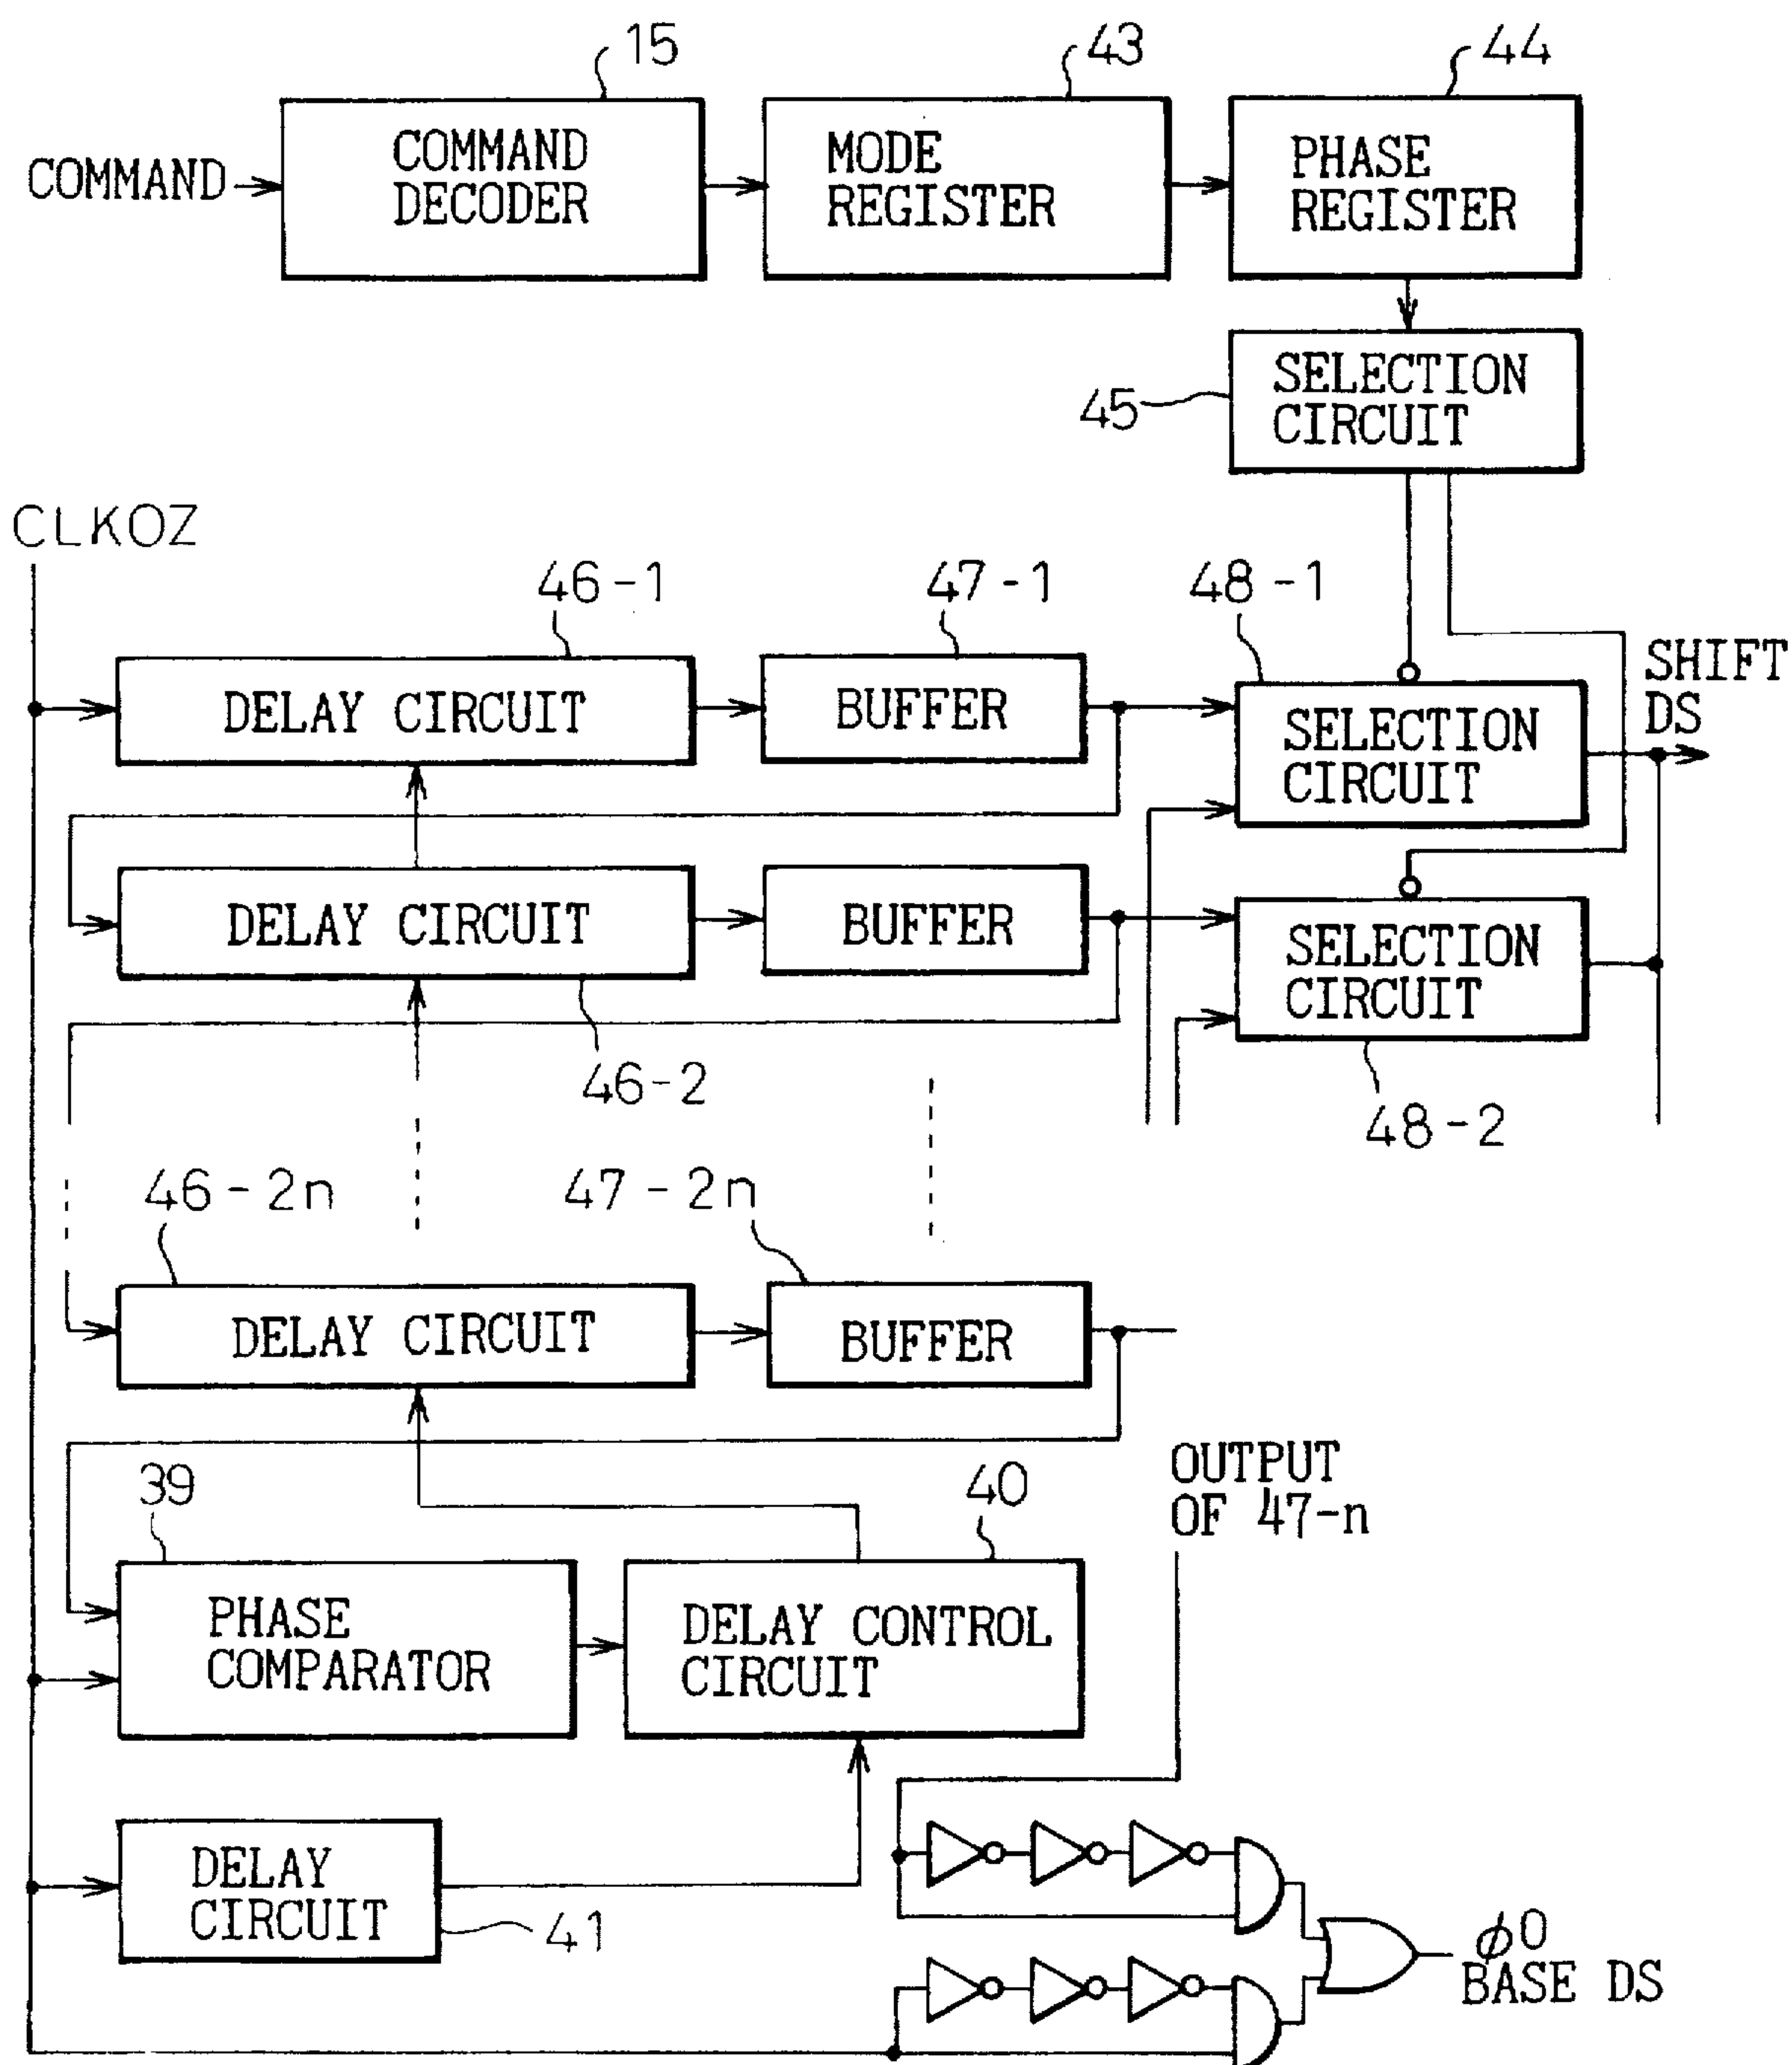 15
43
44
COMMAND
COMMAND
DECODER
MODE
REGISTER
PHASE
REGISTER
45
SELECTION
CIRCUIT
CLKOZ
46-1
47-1
48-1
DELAY CIRCUIT
BUFFER
SELECTION
CIRCUIT
SHIFT
DS
DELAY CIRCUIT
BUFFER
SELECTION
CIRCUIT
46-2
48-2
46-2n
47-2n
DELAY CIRCUIT
BUFFER
39
40
OUTPUT
OF 47-n
PHASE
COMPARATOR
DELAY CONTROL
CIRCUIT
DELAY
CIRCUIT
41
φ0
BASE DS